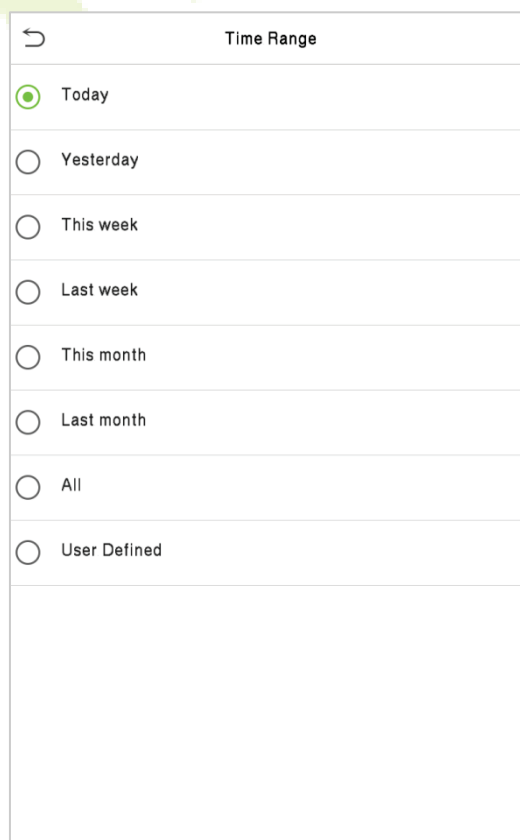 Time Range
Today
Yesterday
This week
Last week
This month
Last month
All
User Defined